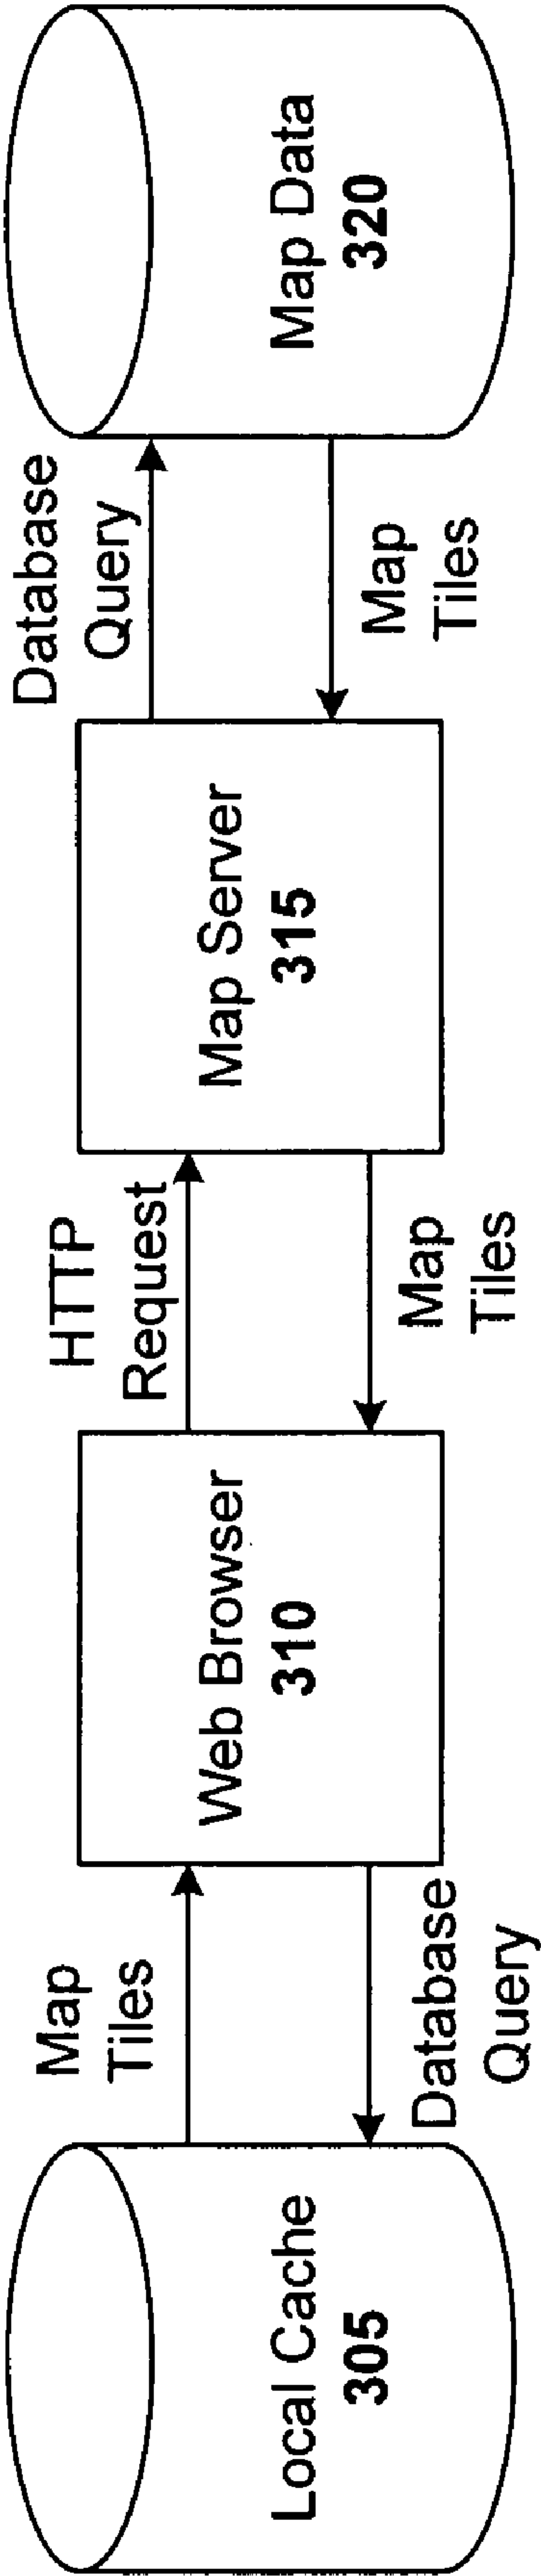 Local Cache
305
Map
Tiles
Database
Query
Web Browser
310
HTTP
Request
Map
Tiles
Map Server
315
Database
Query
Map
Tiles
Map Data
320